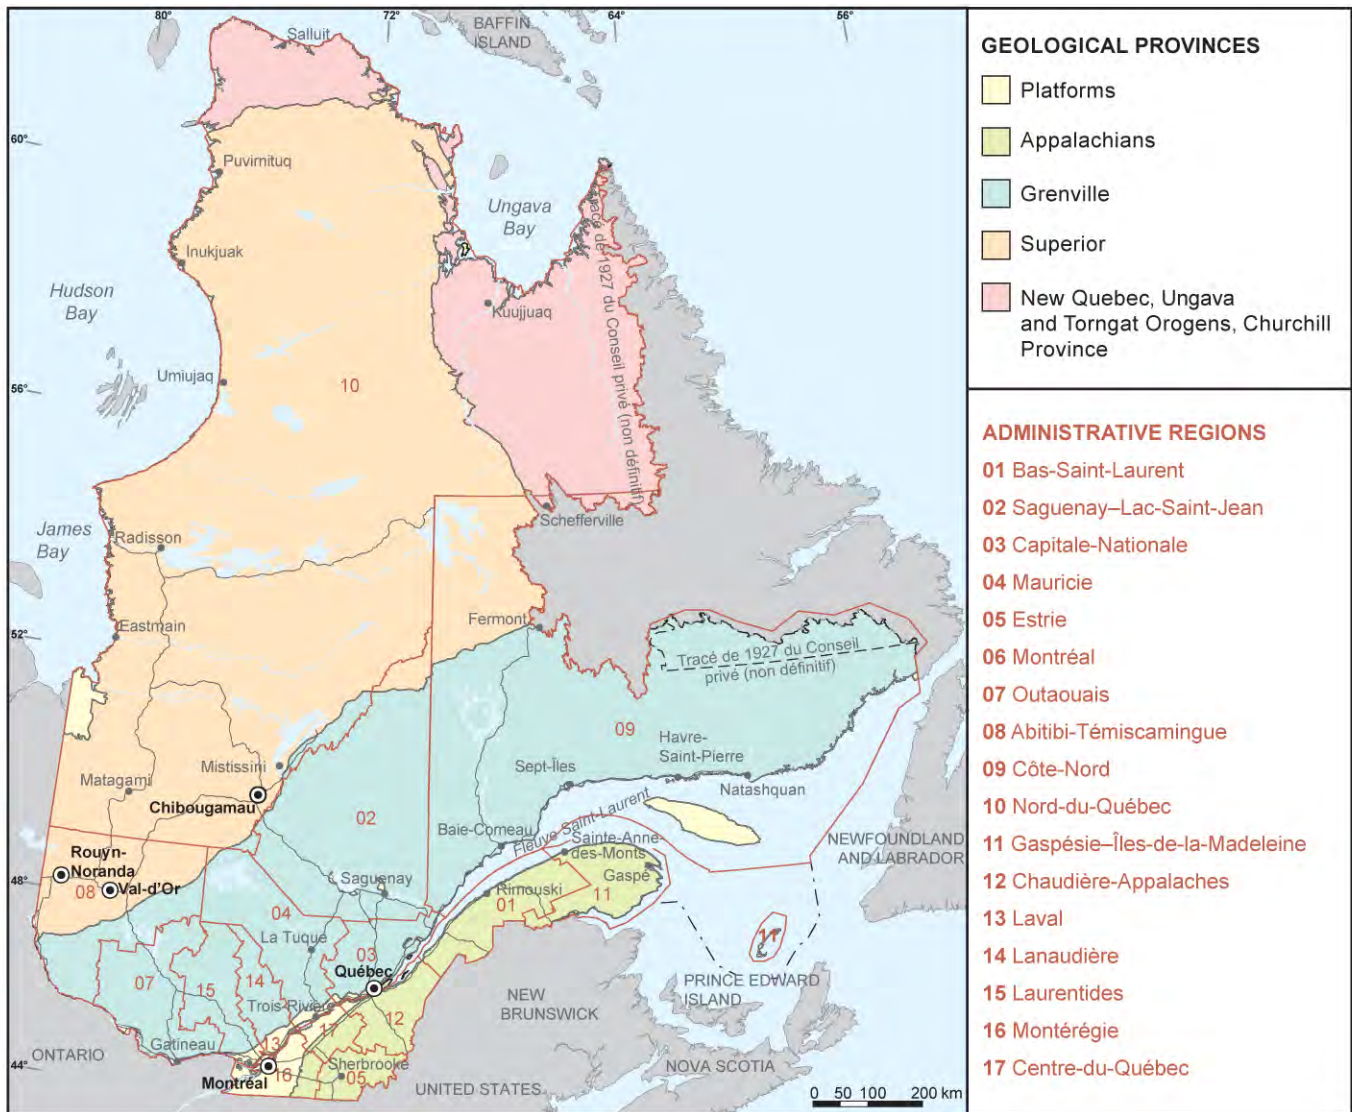 80°
72°
64°
56°
BAFFIN
ISLAND
Salluit
60°
Puvirnituq
Ungava
Bay
Inukjuak
Hudson
Bay
Kuujjuaq
Tracé de 1927 du Conseil privé (non définitif)
Umiujaq
56°
10
Schefferville
James
Bay
Radisson
Fermont
Eastmain
52°
Tracé de 1927 du Conseil
privé (non définitif)
09
Havre-
Saint-Pierre
Mistissini
Sept-Îles
Matagami
Natashquan
Chibougamau
02
Fleuve Saint-Laurent
Baie-Comeau
Sainte-Anne-
des-Monts
NEWFOUNDLAND
AND LABRADOR
Rouyn-
Noranda
Gaspé
48°
08
Val-d'Or
Saguenay
Rimouski
11
01
04
La Tuque
03
11
Québec
07
15
14
PRINCE EDWARD
ISLAND
NEW
BRUNSWICK
Trois-Rivière
17
12
Gatineau
13
ONTARIO
44°
Sherbrooke
NOVA SCOTIA
Montréal
16
05
UNITED STATES
0 50 100 200 km
GEOLOGICAL PROVINCES
Platforms
Appalachians
Grenville
Superior
New Quebec, Ungava
and Torngat Orogens, Churchill
Province
ADMINISTRATIVE REGIONS
01 Bas-Saint-Laurent
02 Saguenay–Lac-Saint-Jean
03 Capitale-Nationale
04 Mauricie
05 Estrie
06 Montréal
07 Outaouais
08 Abitibi-Témiscamingue
09 Côte-Nord
10 Nord-du-Québec
11 Gaspésie–Îles-de-la-Madeleine
12 Chaudière-Appalaches
13 Laval
14 Lanaudière
15 Laurentides
16 Montérégie
17 Centre-du-Québec